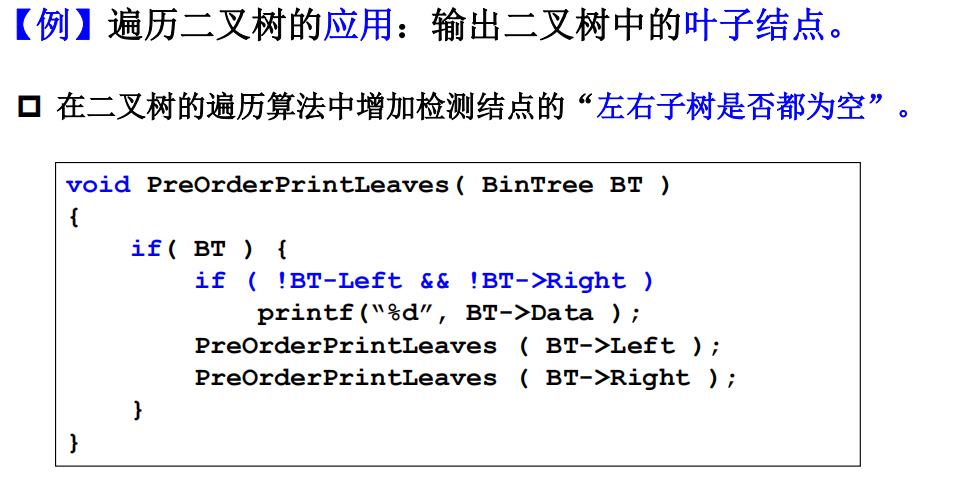 【例】遍历二叉树的应用：输出二叉树中的叶子结点。
在二叉树的遍历算法中增加检测结点的“左右子树是否都为空”。
void PreOrderPrintLeaves( BinTree BT )
{
    if( BT ) {
        if ( !BT-Left && !BT->Right )
            printf(“%d”, BT->Data );
        PreOrderPrintLeaves ( BT->Left );
        PreOrderPrintLeaves ( BT->Right );
    }
}